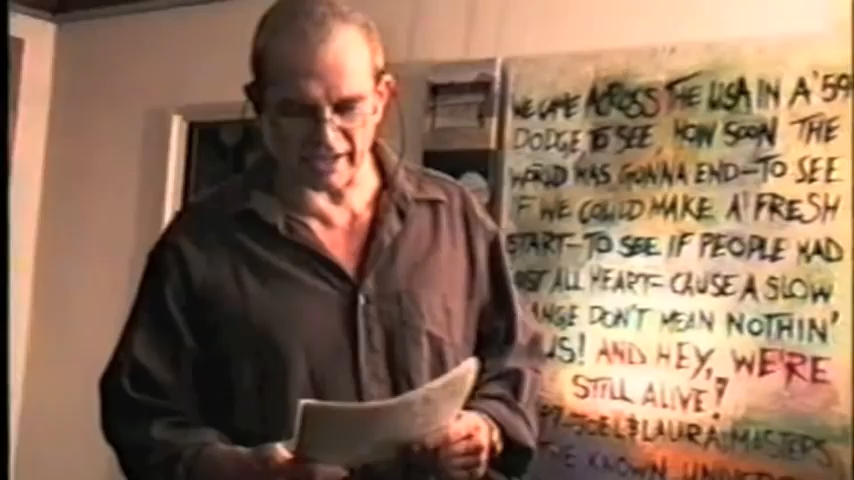 WE CAME ACROSS THE USA IN A '59
DODGE TO SEE, HOW SOON THE
WORLD WAS GONNA END-TO SEE
IF WE COULD MAKE A' FRESH
START-TO SEE IF PEOPLE HAD
ALL HEART- CAUSE A SLOW
DON'T MEAN NOTHIN'
US! AND HEY, WE'RE
STILL ALIVE!
JOEL & LAURA MASTERS
THE KNOWN